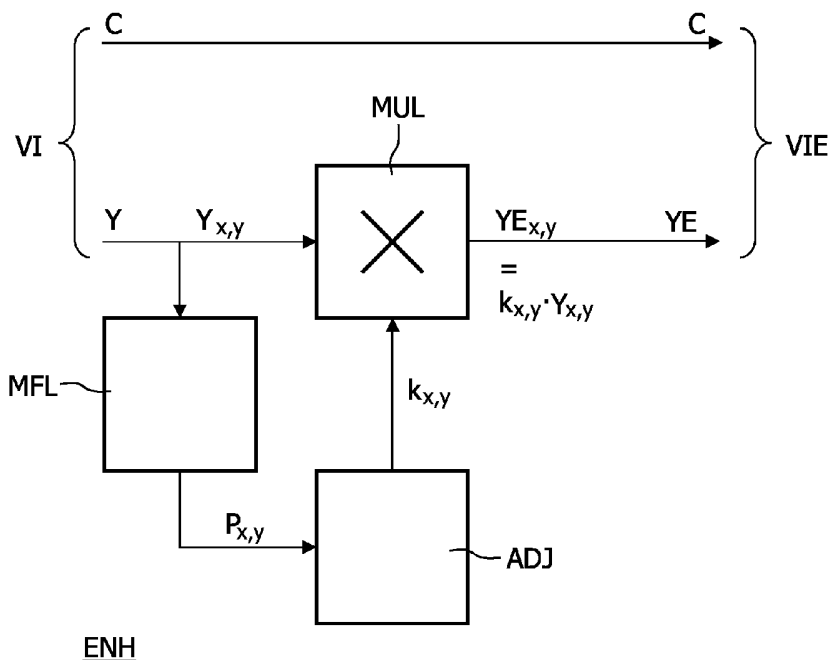 C C
MUL
VI VIE
Y Yx,y YEx,y YE
=
kx,y·Yx,y
MFL
kx,y
Px,y
ADJ
ENH